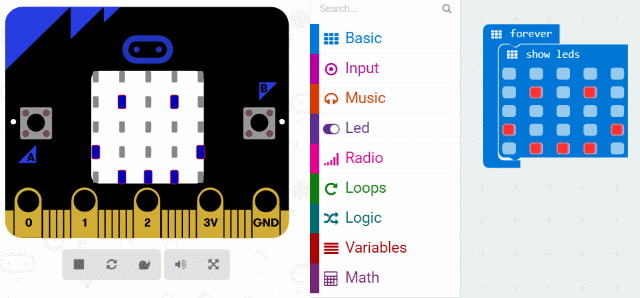 B
A
0 1 2 3V GND
Search...
Basic
Input
Music
Led
Radio
Loops
Logic
Variables
Math
forever
show leds